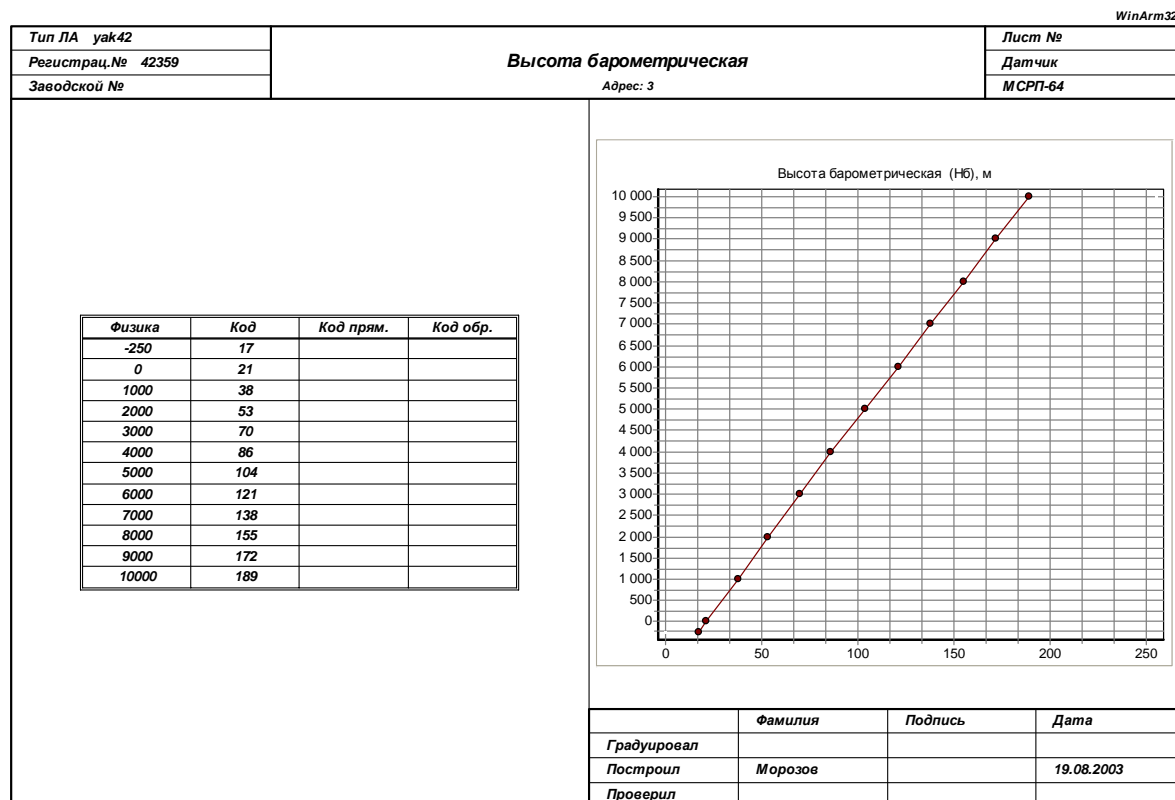 WinArm32
Тип ЛА yak42
Регистрац.№ 42359
Заводской №
Высота барометрическая
Адрес: 3
Лист №
Датчик
МСРП-64
Физика Код Код прям. Код обр.
-250 17
0 21
1000 38
2000 53
3000 70
4000 86
5000 104
6000 121
7000 138
8000 155
9000 172
10000 189
Высота барометрическая (Нб), м
10 000
9 500
9 000
8 500
8 000
7 500
7 000
6 500
6 000
5 500
5 000
4 500
4 000
3 500
3 000
2 500
2 000
1 500
1 000
500
0
0 50 100 150 200 250
Фамилия Подпись Дата
Градуировал
Построил Морозов 19.08.2003
Проверил